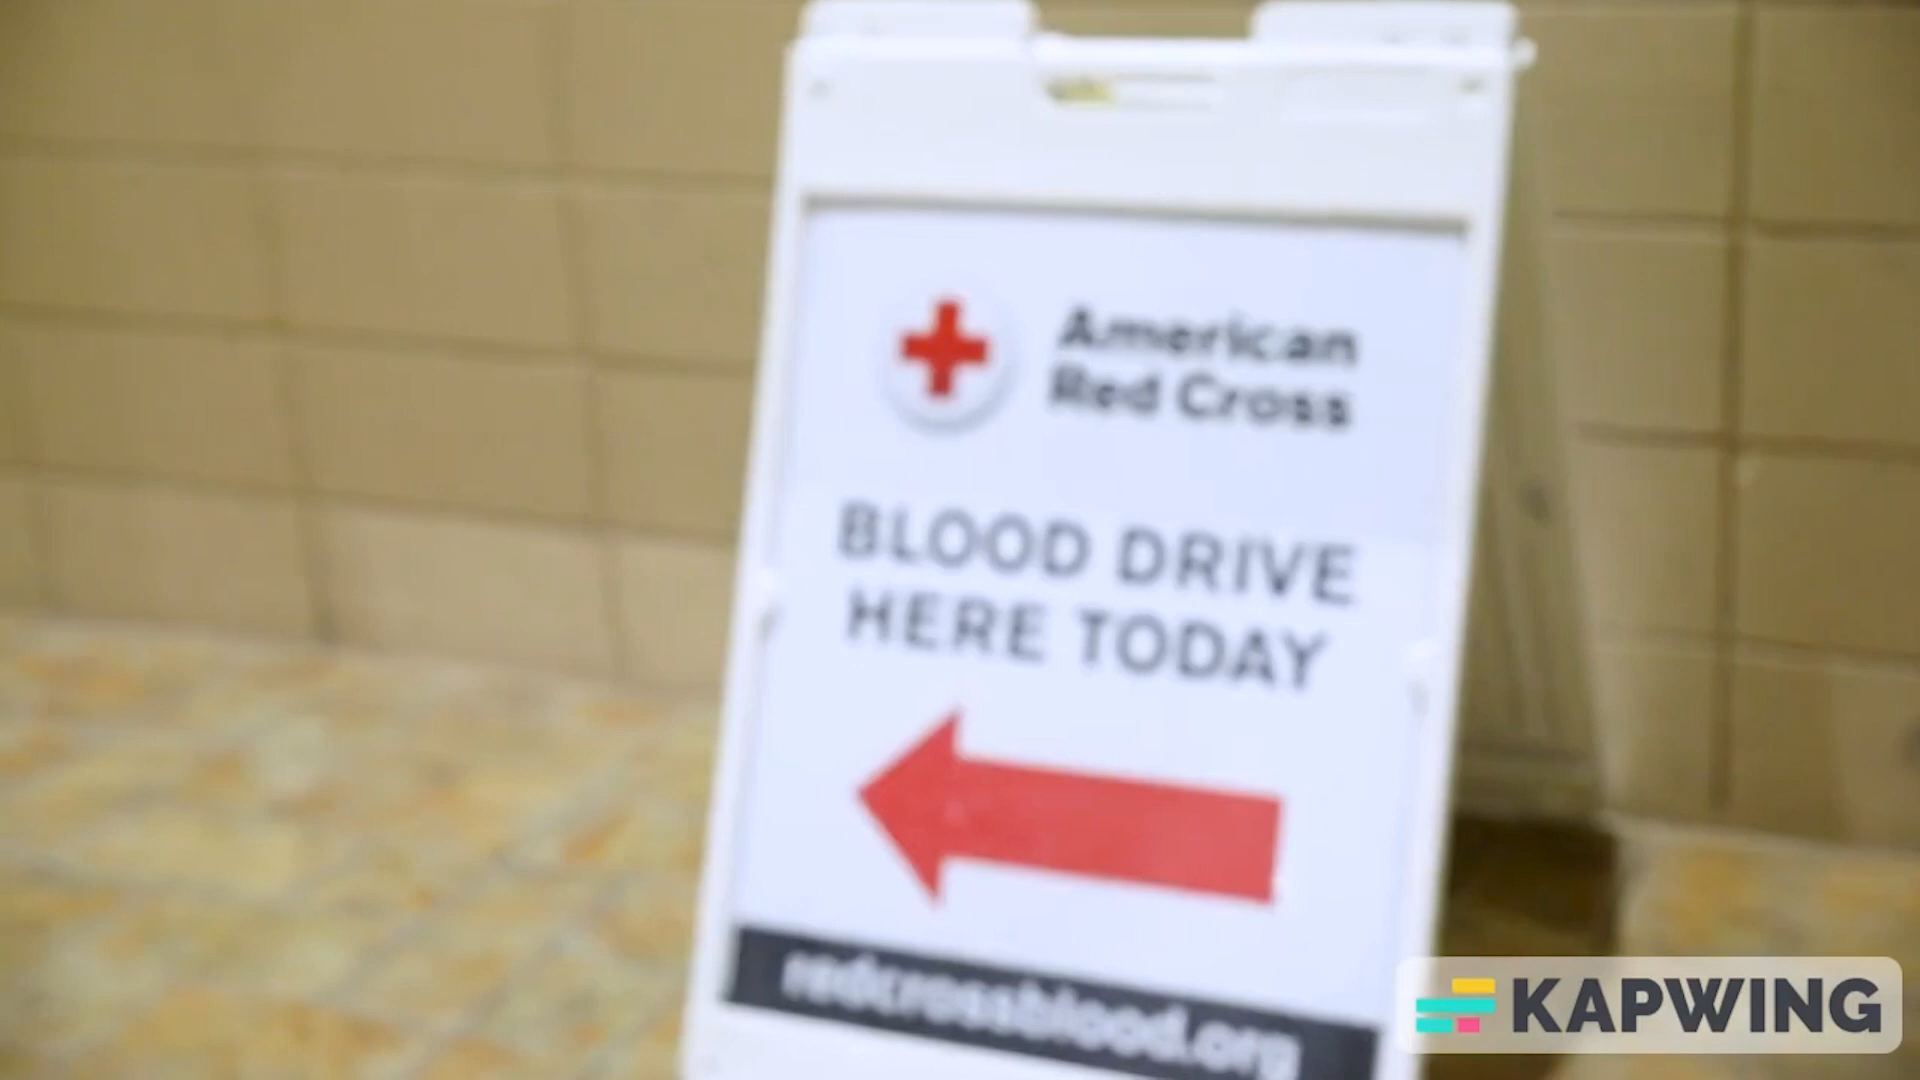 American
Red Cross
BLOOD DRIVE
HERE TODAY
redcrossblood.org
KAPWING